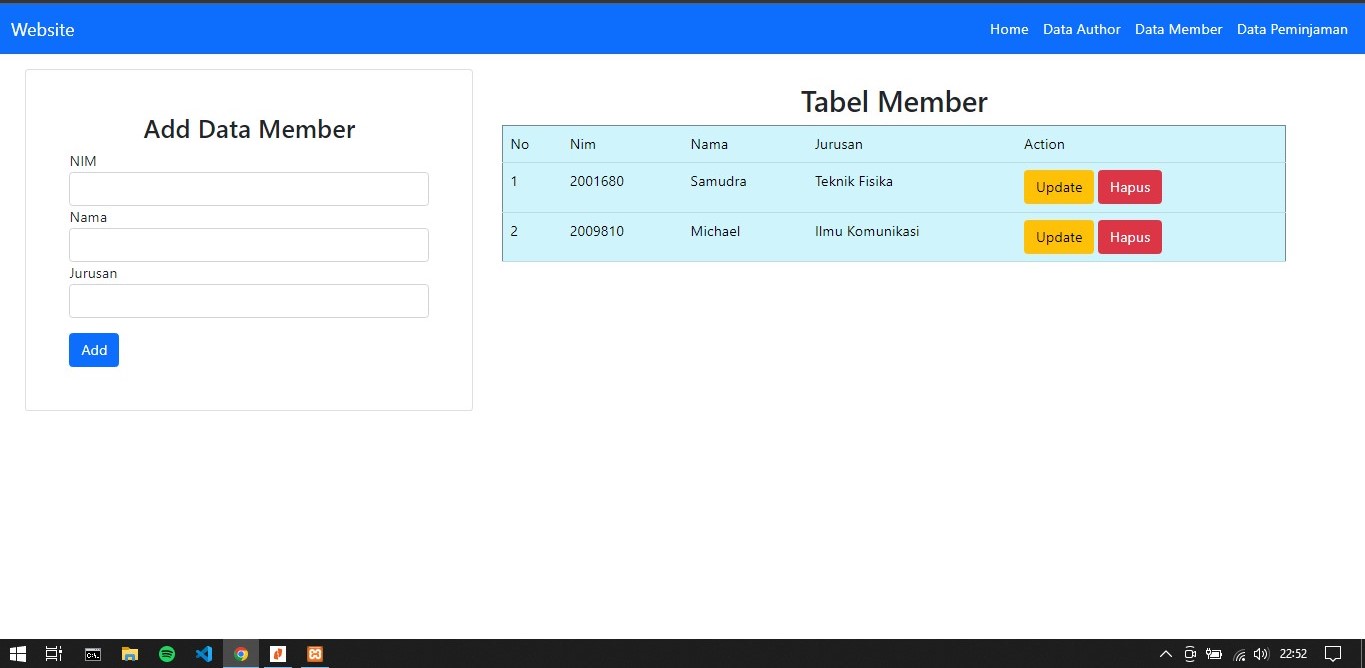 Website
Home Data Author Data Member Data Peminjaman
Add Data Member
NIM
Nama
Jurusan
Add
Tabel Member
No Nim Nama Jurusan Action
1 2001680 Samudra Teknik Fisika Update Hapus
2 2009810 Michael Ilmu Komunikasi Update Hapus
22:52